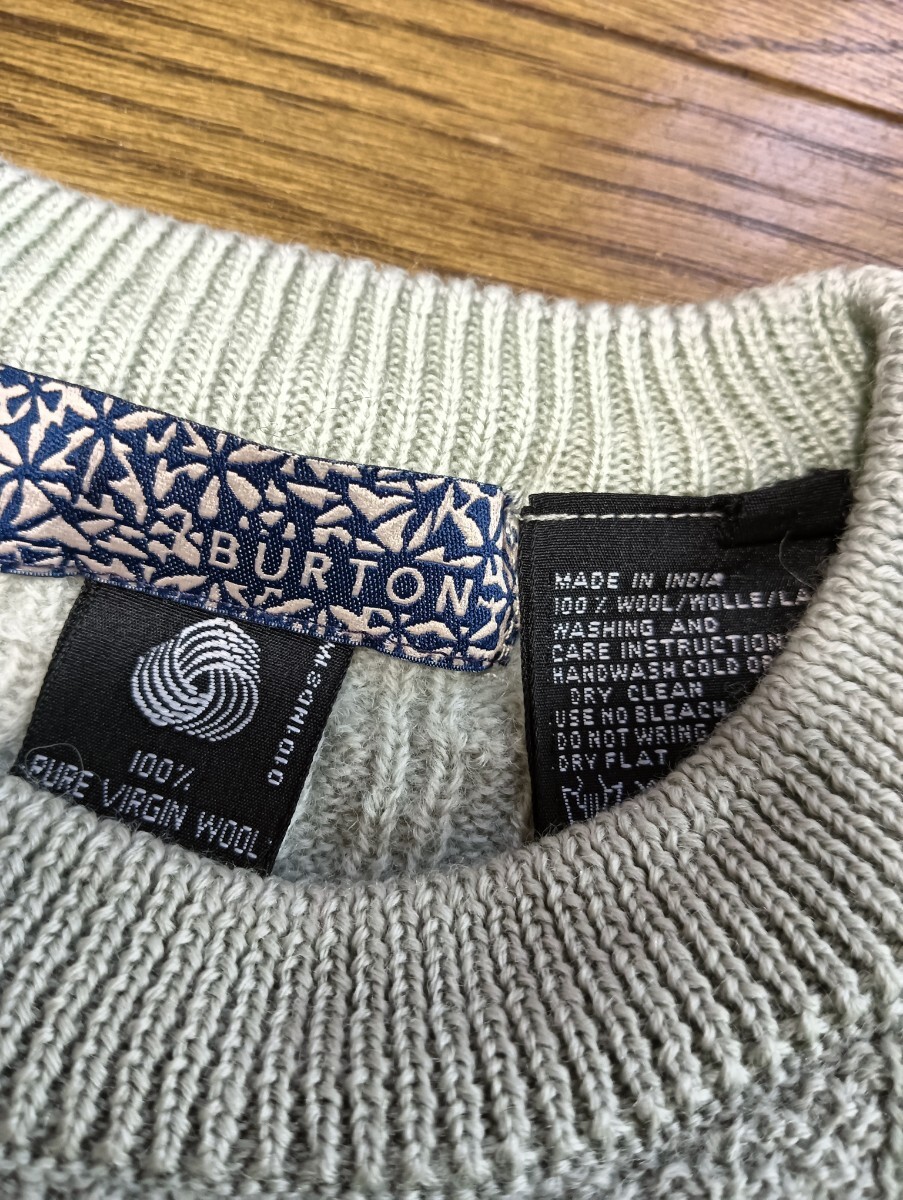 BURTON
100%
PURE VIRGIN WOOL
MADE IN INDIA
100% WOOL/WOLLE/LA
WASHING AND
CARE INSTRUCTION
HANDWASH COLD OR
DRY CLEAN
USE NO BLEACH
DO NOT WRING
DRY FLAT